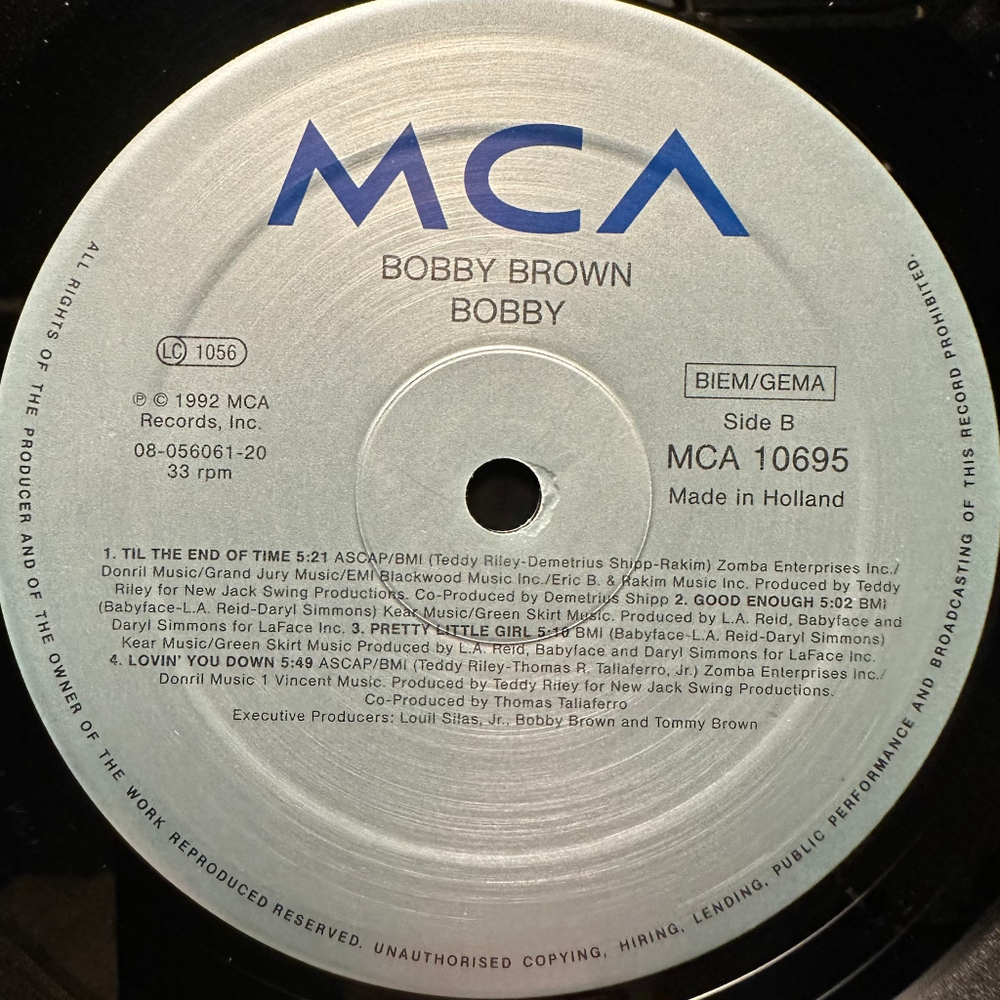 MCA
BOBBY BROWN
BOBBY
LC 1056
℗ © 1992 MCA
Records, Inc.
08-056061-20
33 rpm
BIEM/GEMA
Side B
MCA 10695
Made in Holland
1. TIL THE END OF TIME 5:21 ASCAP/BMI (Teddy Riley-Demetrius Shipp-Rakim) Zomba Enterprises Inc./
Donril Music/Grand Jury Music/EMI Blackwood Music Inc./Eric B. & Rakim Music Inc. Produced by Teddy
Riley for New Jack Swing Productions. Co-Produced by Demetrius Shipp 2. GOOD ENOUGH 5:02 BMI
(Babyface-L.A. Reid-Daryl Simmons) Kear Music/Green Skirt Music. Produced by L.A. Reid, Babyface and
Daryl Simmons for LaFace Inc. 3. PRETTY LITTLE GIRL 5:10 BMI (Babyface-L.A. Reid-Daryl Simmons)
Kear Music/Green Skirt Music Produced by L.A. Reid, Babyface and Daryl Simmons for LaFace Inc.
4. LOVIN' YOU DOWN 5:49 ASCAP/BMI (Teddy Riley-Thomas R. Taliaferro, Jr.) Zomba Enterprises Inc./
Donril Music 1 Vincent Music. Produced by Teddy Riley for New Jack Swing Productions.
Co-Produced by Thomas Taliaferro
Executive Producers: Louil Silas, Jr., Bobby Brown and Tommy Brown
ALL RIGHTS OF THE PRODUCER AND OF THE OWNER OF THE WORK REPRODUCED RESERVED. UNAUTHORISED COPYING, HIRING, LENDING, PUBLIC PERFORMANCE AND BROADCASTING OF THIS RECORD PROHIBITED.